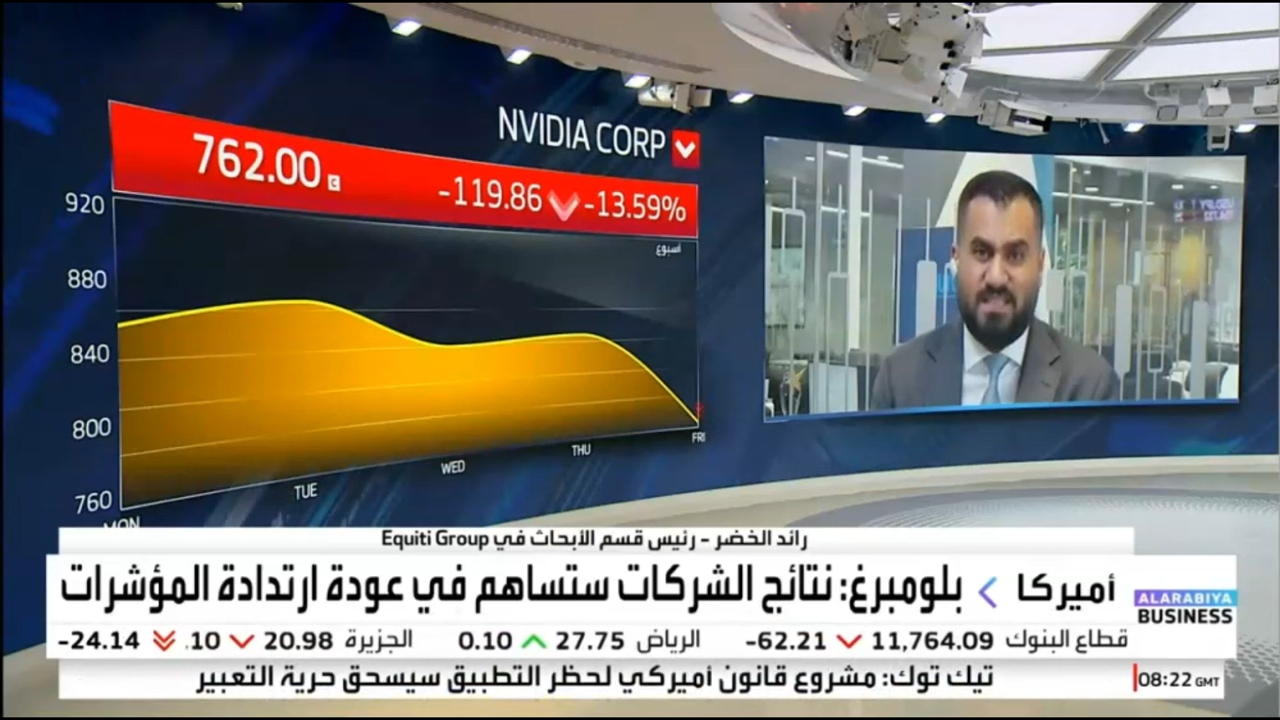 NVIDIA CORP
762.00 c -119.86 -13.59%
أسبوع
920
880
840
800
760
MON
TUE
WED
THU
FRI
رائد الخضر - رئيس قسم الأبحاث في Equiti Group
أميركا > بلومبرغ: نتائج الشركات ستساهم في عودة ارتدادة المؤشرات
ALARABIYA
BUSINESS
قطاع البنوك 11,764.09 -62.21 الرياض 27.75 0.10 الجزيرة 20.98 .10 -24.14
تيك توك: مشروع قانون أميركي لحظر التطبيق سيسحق حرية التعبير
08:22 GMT